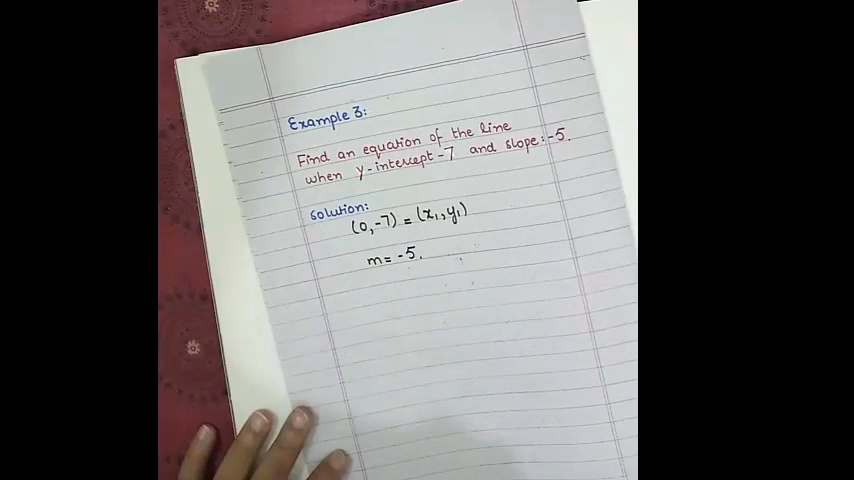 Example 3:
Find an equation of the line
when y-intercept -7 and slope: -5.
Solution:
(0, -7) = (x₁, y₁)
m = -5.